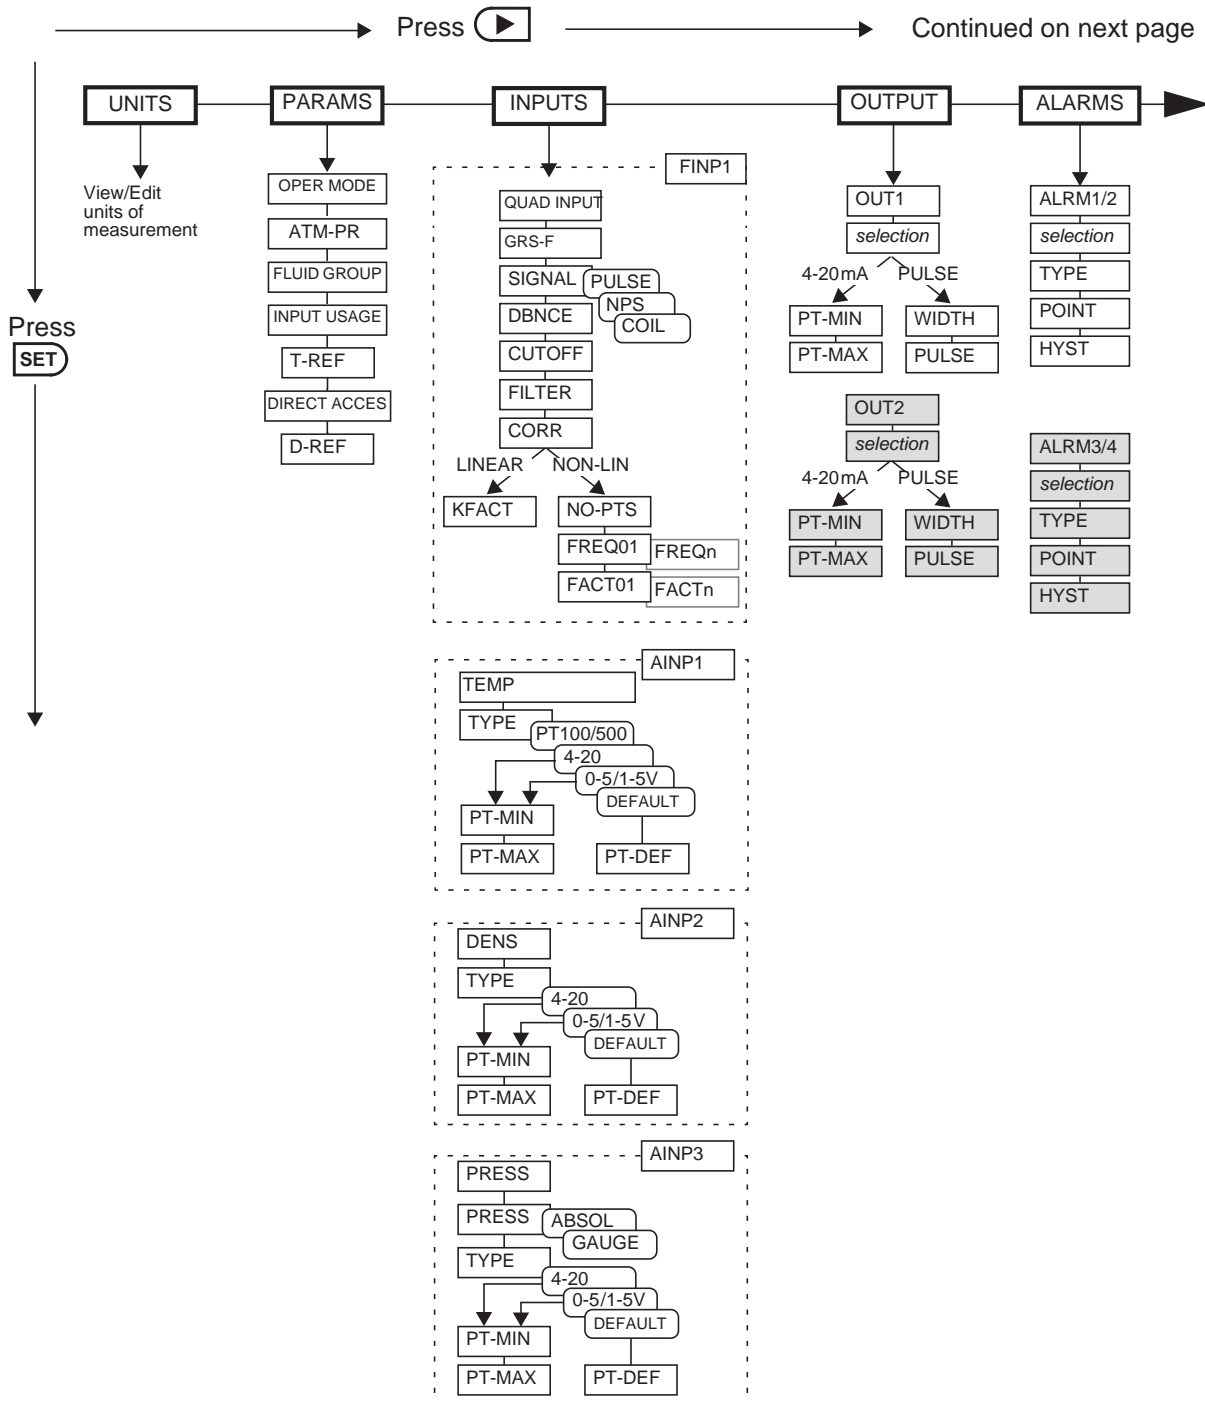 Press
Continued on next page
Press
SET
UNITS
View/Edit
units of
measurement
PARAMS
OPER MODE
ATM-PR
FLUID GROUP
INPUT USAGE
T-REF
DIRECT ACCES
D-REF
INPUTS
FINP1
QUAD INPUT
GRS-F
SIGNAL
PULSE
NPS
COIL
DBNCE
CUTOFF
FILTER
CORR
LINEAR
NON-LIN
KFACT
NO-PTS
FREQ01
FREQn
FACT01
FACTn
AINP1
TEMP
TYPE
PT100/500
4-20
0-5/1-5V
DEFAULT
PT-MIN
PT-MAX
PT-DEF
AINP2
DENS
TYPE
4-20
0-5/1-5V
DEFAULT
PT-MIN
PT-MAX
PT-DEF
AINP3
PRESS
PRESS
ABSOL
GAUGE
TYPE
4-20
0-5/1-5V
DEFAULT
PT-MIN
PT-MAX
PT-DEF
OUTPUT
OUT1
selection
4-20mA
PULSE
PT-MIN
WIDTH
PT-MAX
PULSE
OUT2
selection
4-20mA
PULSE
PT-MIN
WIDTH
PT-MAX
PULSE
ALARMS
ALRM1/2
selection
TYPE
POINT
HYST
ALRM3/4
selection
TYPE
POINT
HYST